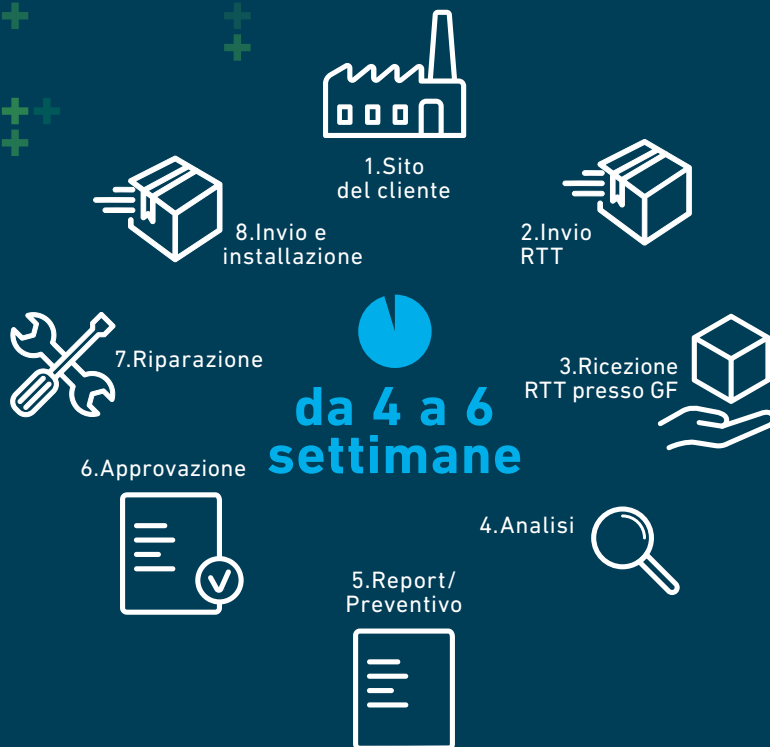 1.Sito
del cliente
2.Invio
RTT
3.Ricezione
RTT presso GF
4.Analisi
5.Report/
Preventivo
6.Approvazione
7.Riparazione
8.Invio e
installazione
da 4 a 6
settimane